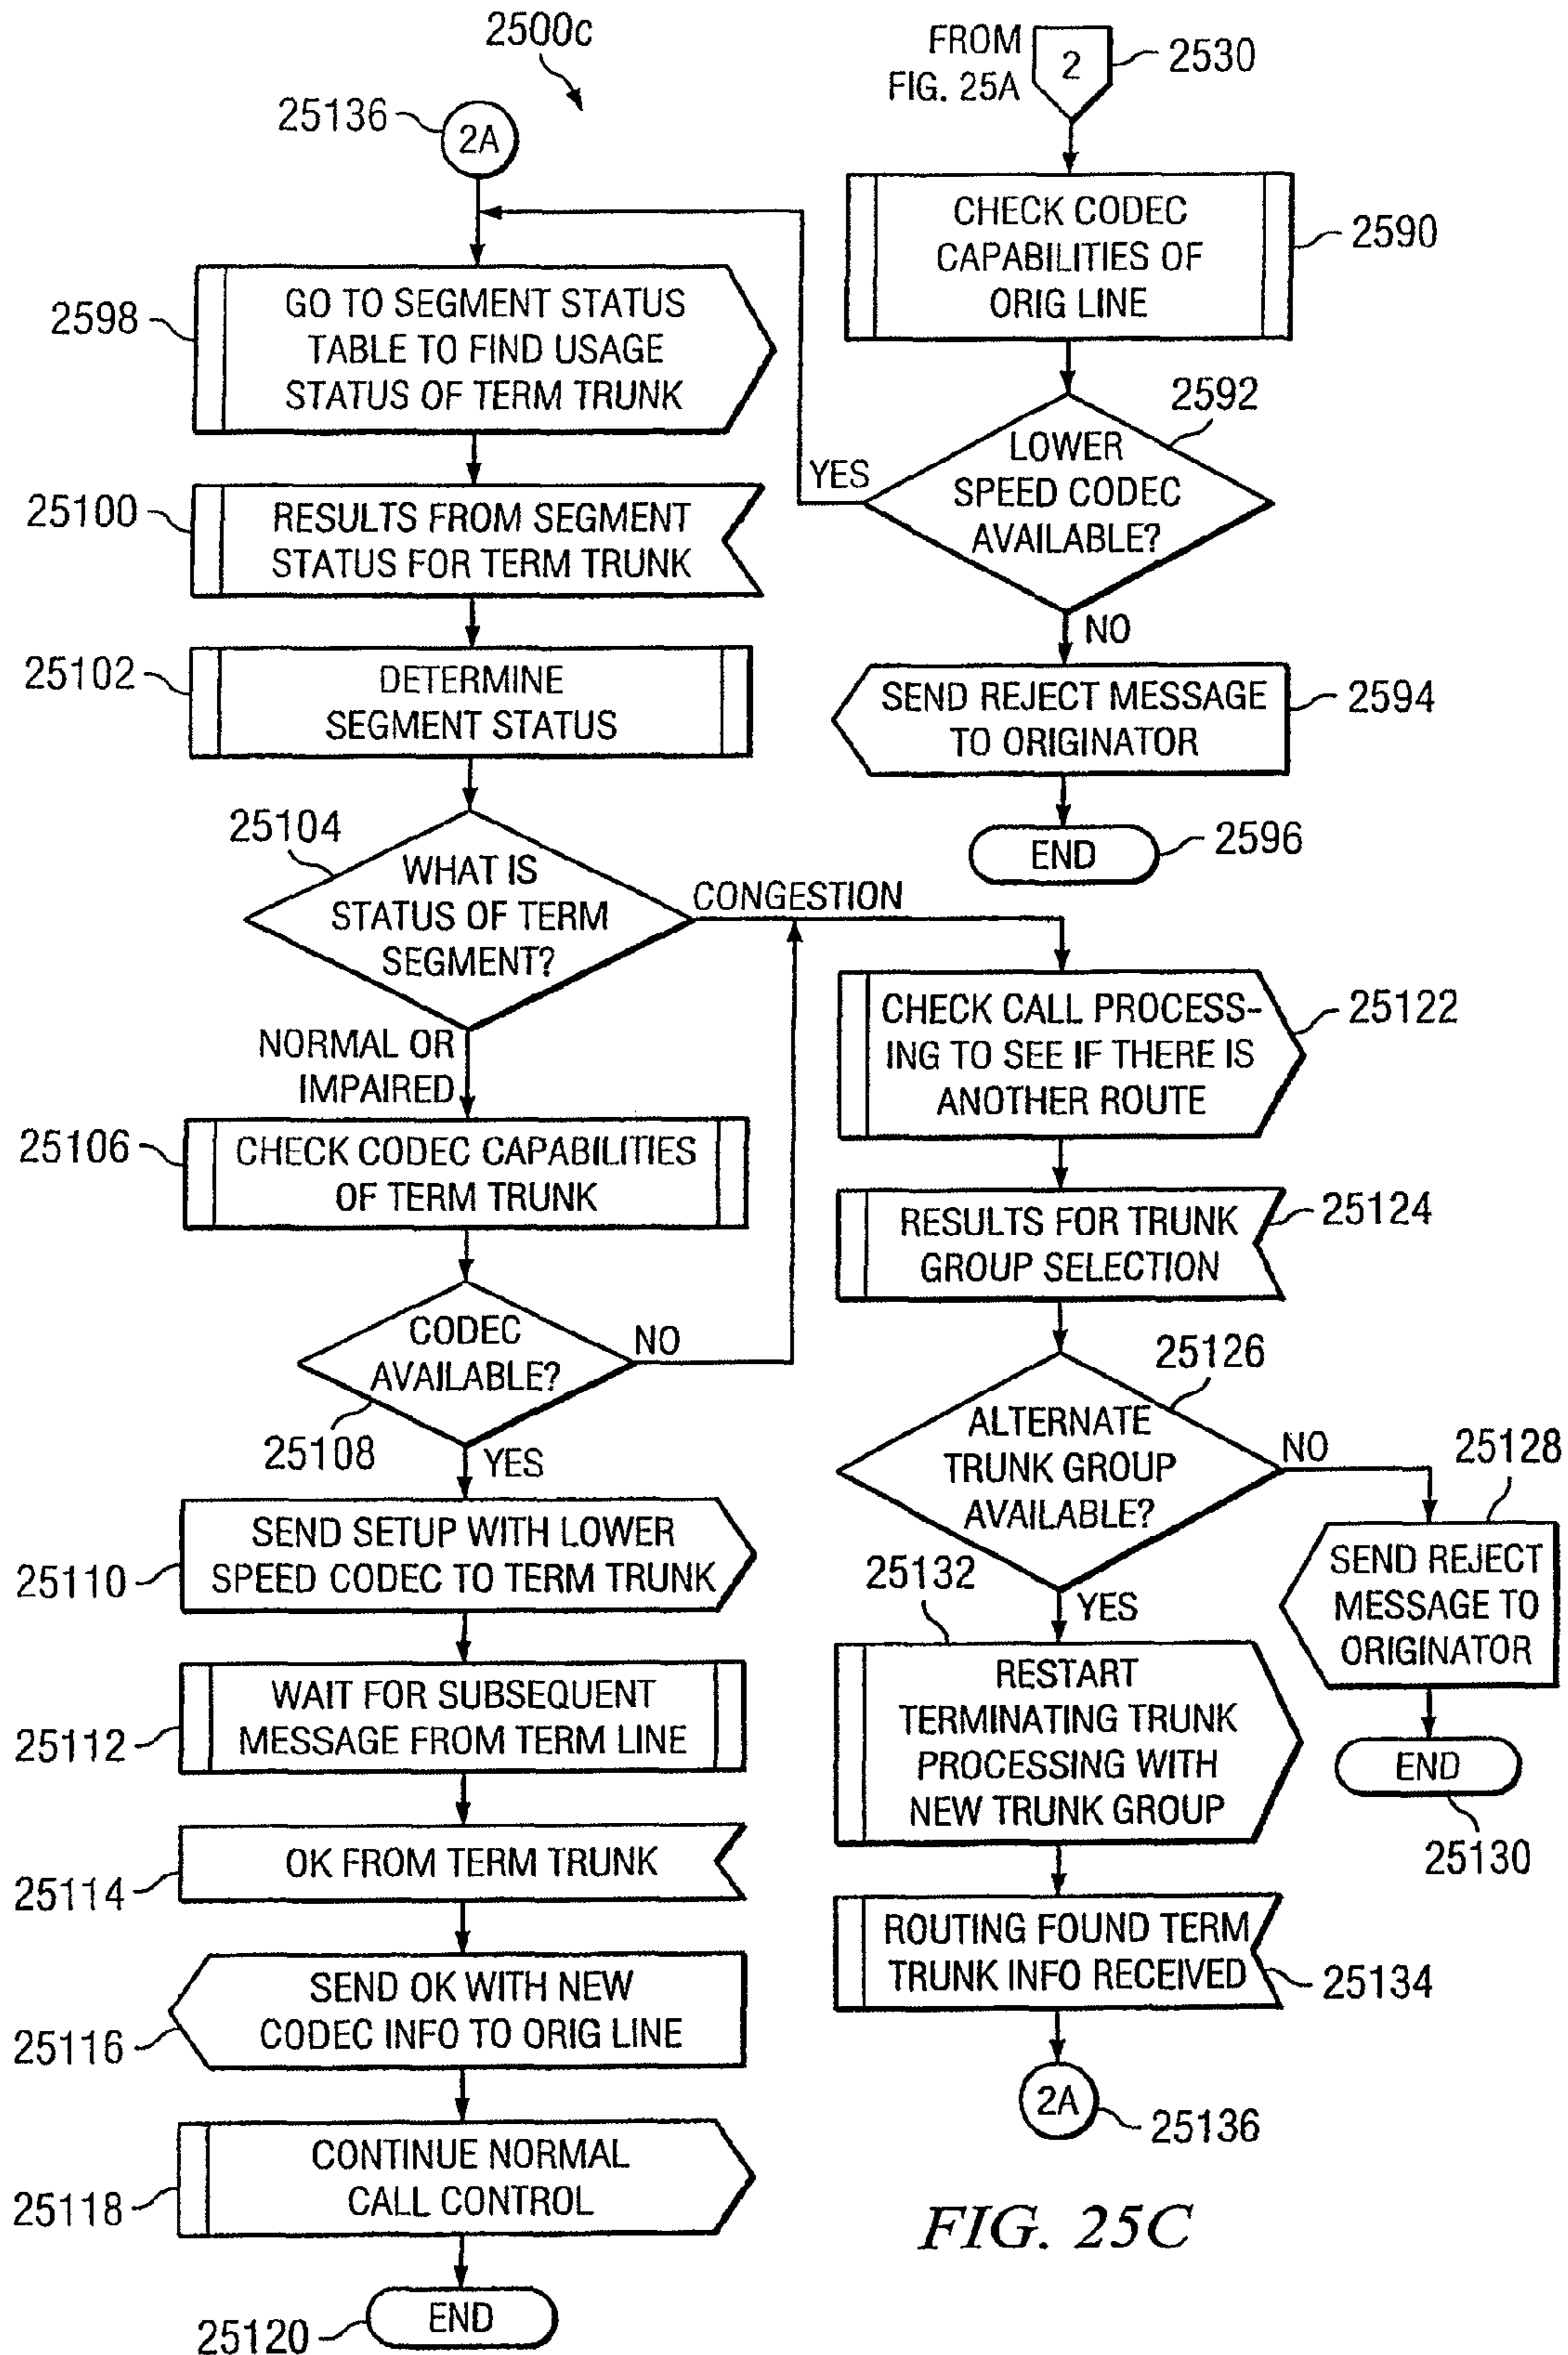 2500c
25136
2A
FROM
FIG. 25A
2
2530
CHECK CODEC
CAPABILITIES OF
ORIG LINE
2590
2592
LOWER
SPEED CODEC
AVAILABLE?
YES
NO
SEND REJECT MESSAGE
TO ORIGINATOR
2594
END
2596
2598
GO TO SEGMENT STATUS
TABLE TO FIND USAGE
STATUS OF TERM TRUNK
25100
RESULTS FROM SEGMENT
STATUS FOR TERM TRUNK
25102
DETERMINE
SEGMENT STATUS
25104
WHAT IS
STATUS OF TERM
SEGMENT?
CONGESTION
NORMAL OR
IMPAIRED
25106
CHECK CODEC CAPABILITIES
OF TERM TRUNK
CODEC
AVAILABLE?
NO
25108
YES
SEND SETUP WITH LOWER
SPEED CODEC TO TERM TRUNK
25110
WAIT FOR SUBSEQUENT
MESSAGE FROM TERM LINE
25112
OK FROM TERM TRUNK
25114
SEND OK WITH NEW
CODEC INFO TO ORIG LINE
25116
CONTINUE NORMAL
CALL CONTROL
25118
END
25120
CHECK CALL PROCESS-
ING TO SEE IF THERE IS
ANOTHER ROUTE
25122
RESULTS FOR TRUNK
GROUP SELECTION
25124
25126
ALTERNATE
TRUNK GROUP
AVAILABLE?
NO
25128
SEND REJECT
MESSAGE TO
ORIGINATOR
END
25130
25132
YES
RESTART
TERMINATING TRUNK
PROCESSING WITH
NEW TRUNK GROUP
ROUTING FOUND TERM
TRUNK INFO RECEIVED
25134
2A
25136
FIG. 25C